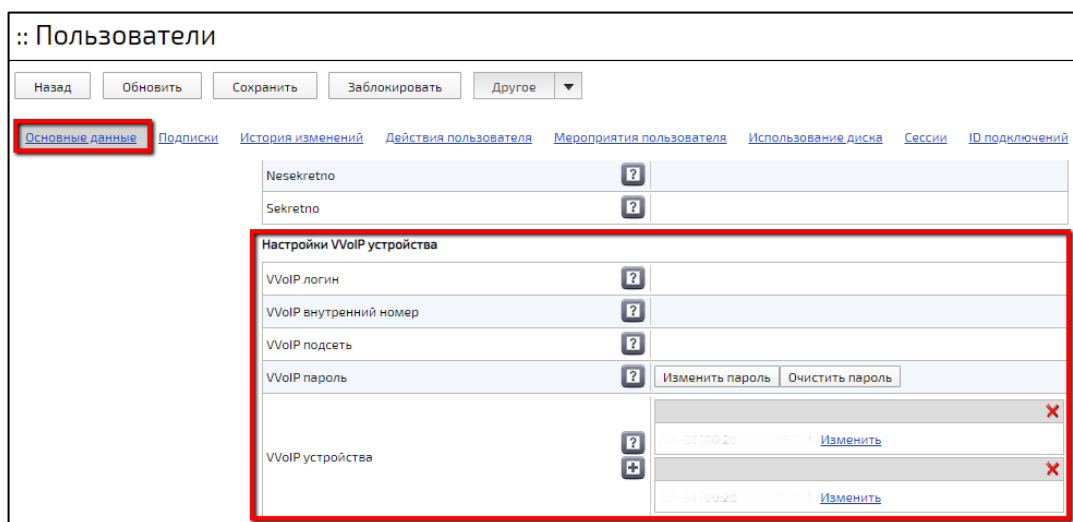 :: Пользователи
Назад Обновить Сохранить Заблокировать Другое
Основные данные Подписки История изменений Действия пользователя Мероприятия пользователя Использование диска Сессии ID подключений
Nesekretno ?
Sekretno ?
Настройки VVoIP устройства
VVoIP логин ?
VVoIP внутренний номер ?
VVoIP подсеть ?
VVoIP пароль ? Изменить пароль Очистить пароль
Изменить
VVoIP устройства ?
Изменить